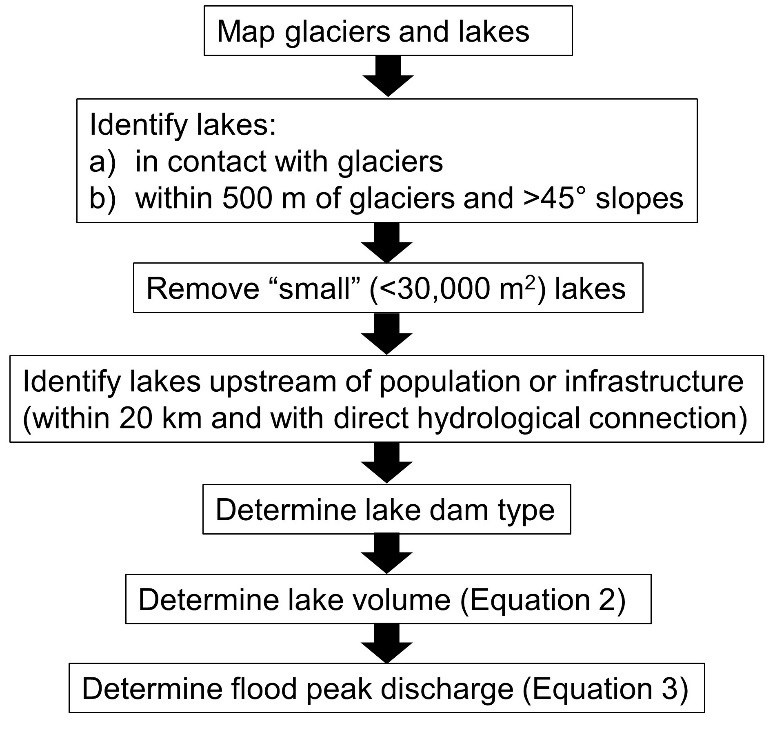 Map glaciers and lakes
Identify lakes:
a) in contact with glaciers
b) within 500 m of glaciers and >45° slopes
Remove “small” (<30,000 m²) lakes
Identify lakes upstream of population or infrastructure
(within 20 km and with direct hydrological connection)
Determine lake dam type
Determine lake volume (Equation 2)
Determine flood peak discharge (Equation 3)